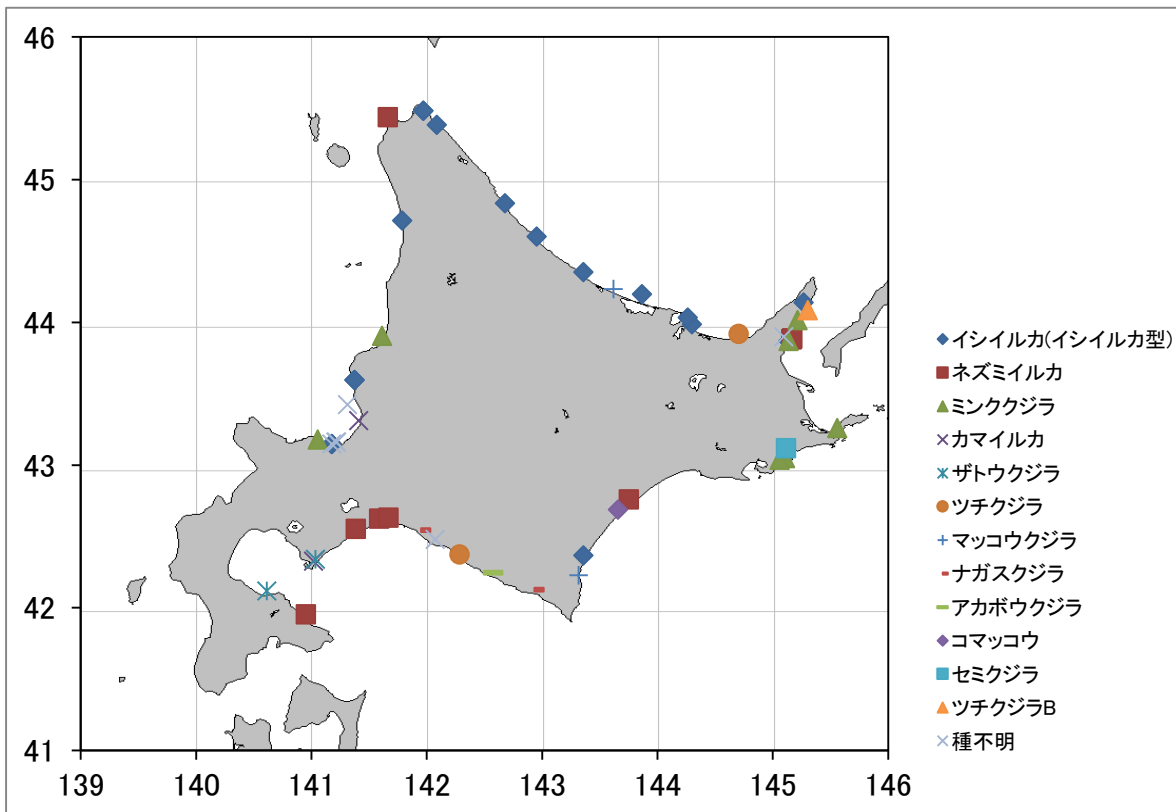 46
45
44
43
42
41
139
140
141
142
143
144
145
146
イシイルカ(イシイルカ型)
ネズミイルカ
ミンククジラ
カマイルカ
ザトウクジラ
ツチクジラ
マッコウクジラ
ナガスクジラ
アカボウクジラ
コマッコウ
セミクジラ
ツチクジラB
種不明